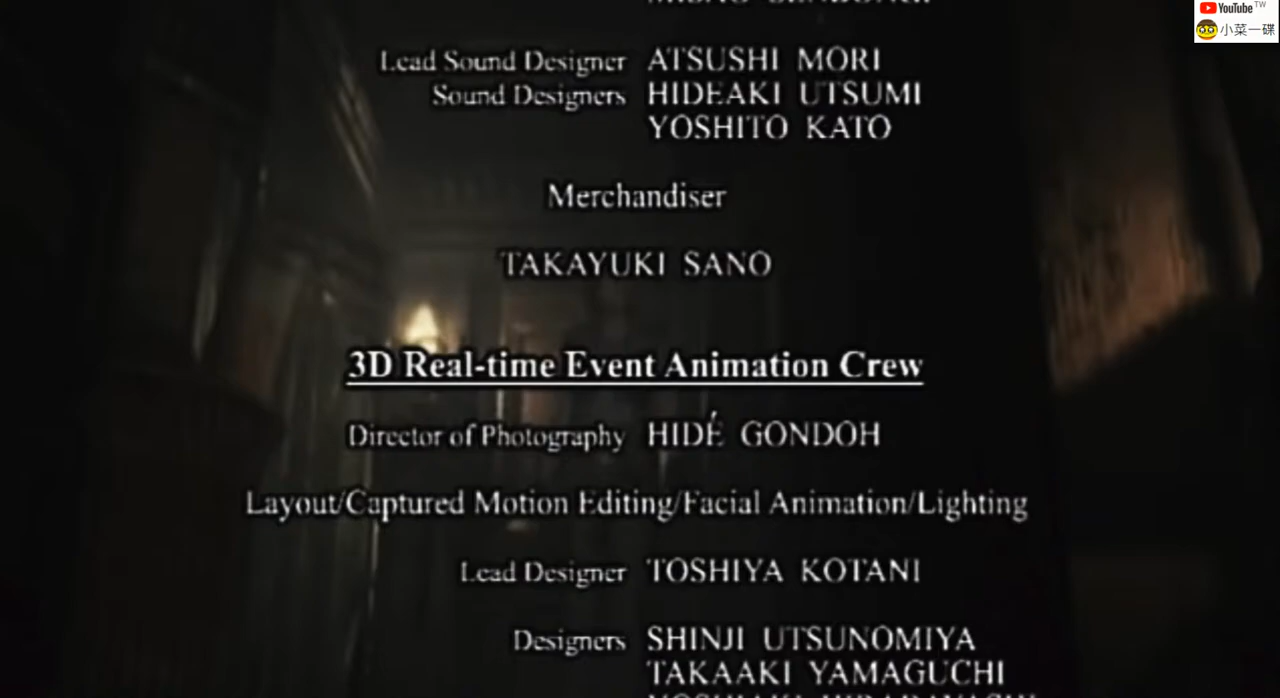 YouTube TW
小菜一碟
Lead Sound Designer ATSUSHI MORI
Sound Designers HIDEAKI UTSUMI
YOSHITO KATO
Merchandiser
TAKAYUKI SANO
3D Real-time Event Animation Crew
Director of Photography HIDÉ GONDOH
Layout/Captured Motion Editing/Facial Animation/Lighting
Lead Designer TOSHIYA KOTANI
Designers SHINJI UTSUNOMIYA
TAKAAKI YAMAGUCHI